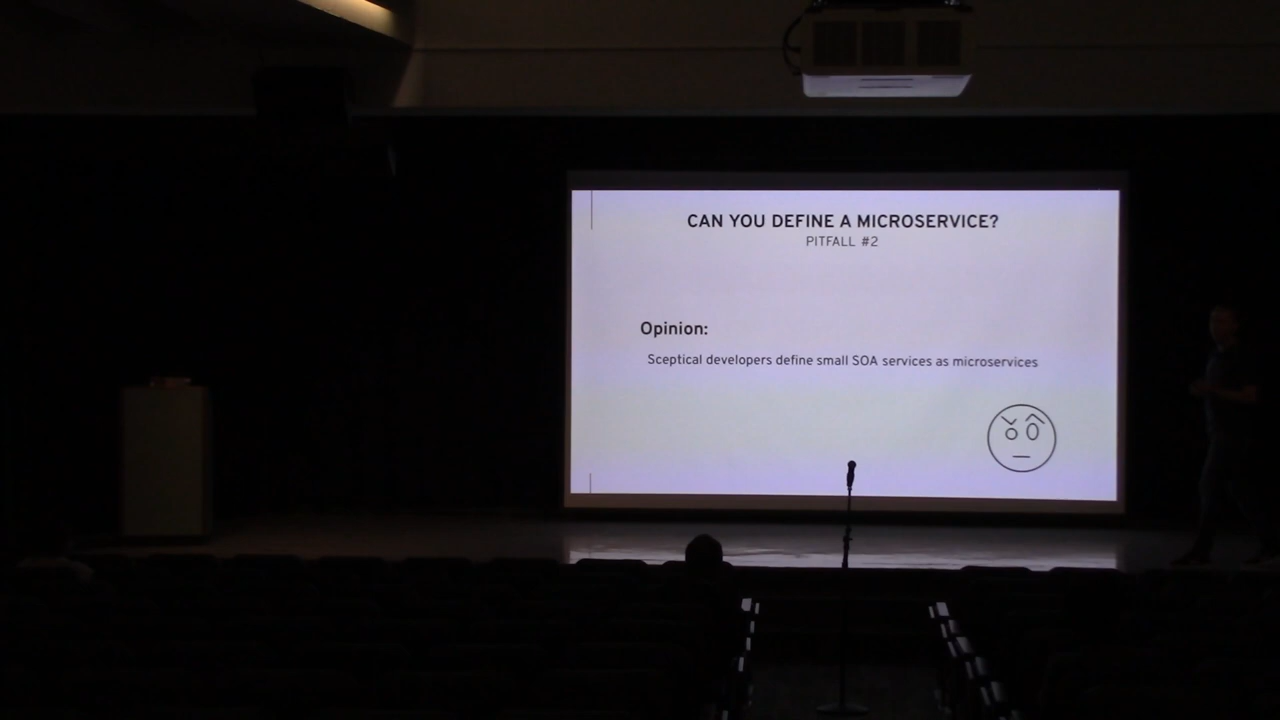 CAN YOU DEFINE A MICROSERVICE?
PITFALL #2
Opinion:
Sceptical developers define small SOA services as microservices